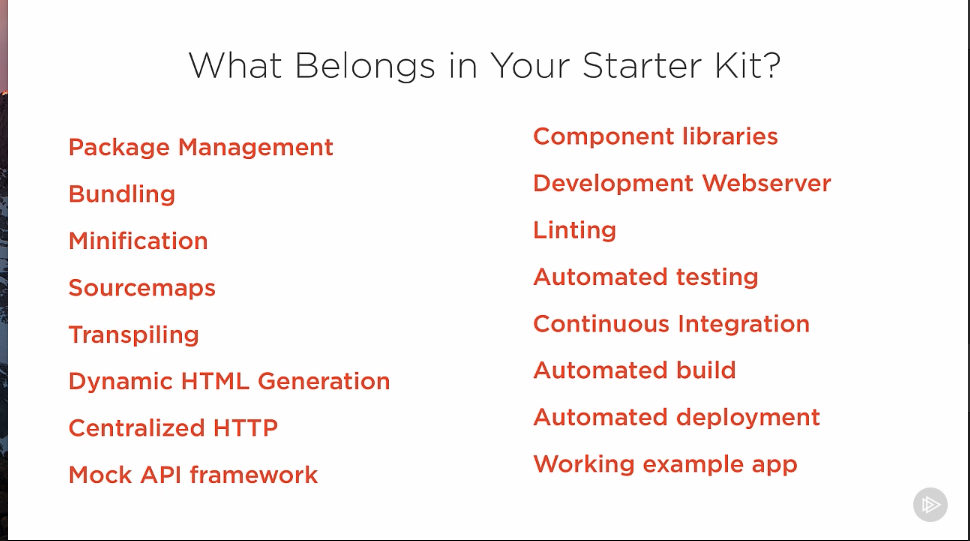 What Belongs in Your Starter Kit?
Package Management
Bundling
Minification
Sourcemaps
Transpiling
Dynamic HTML Generation
Centralized HTTP
Mock API framework
Component libraries
Development Webserver
Linting
Automated testing
Continuous Integration
Automated build
Automated deployment
Working example app